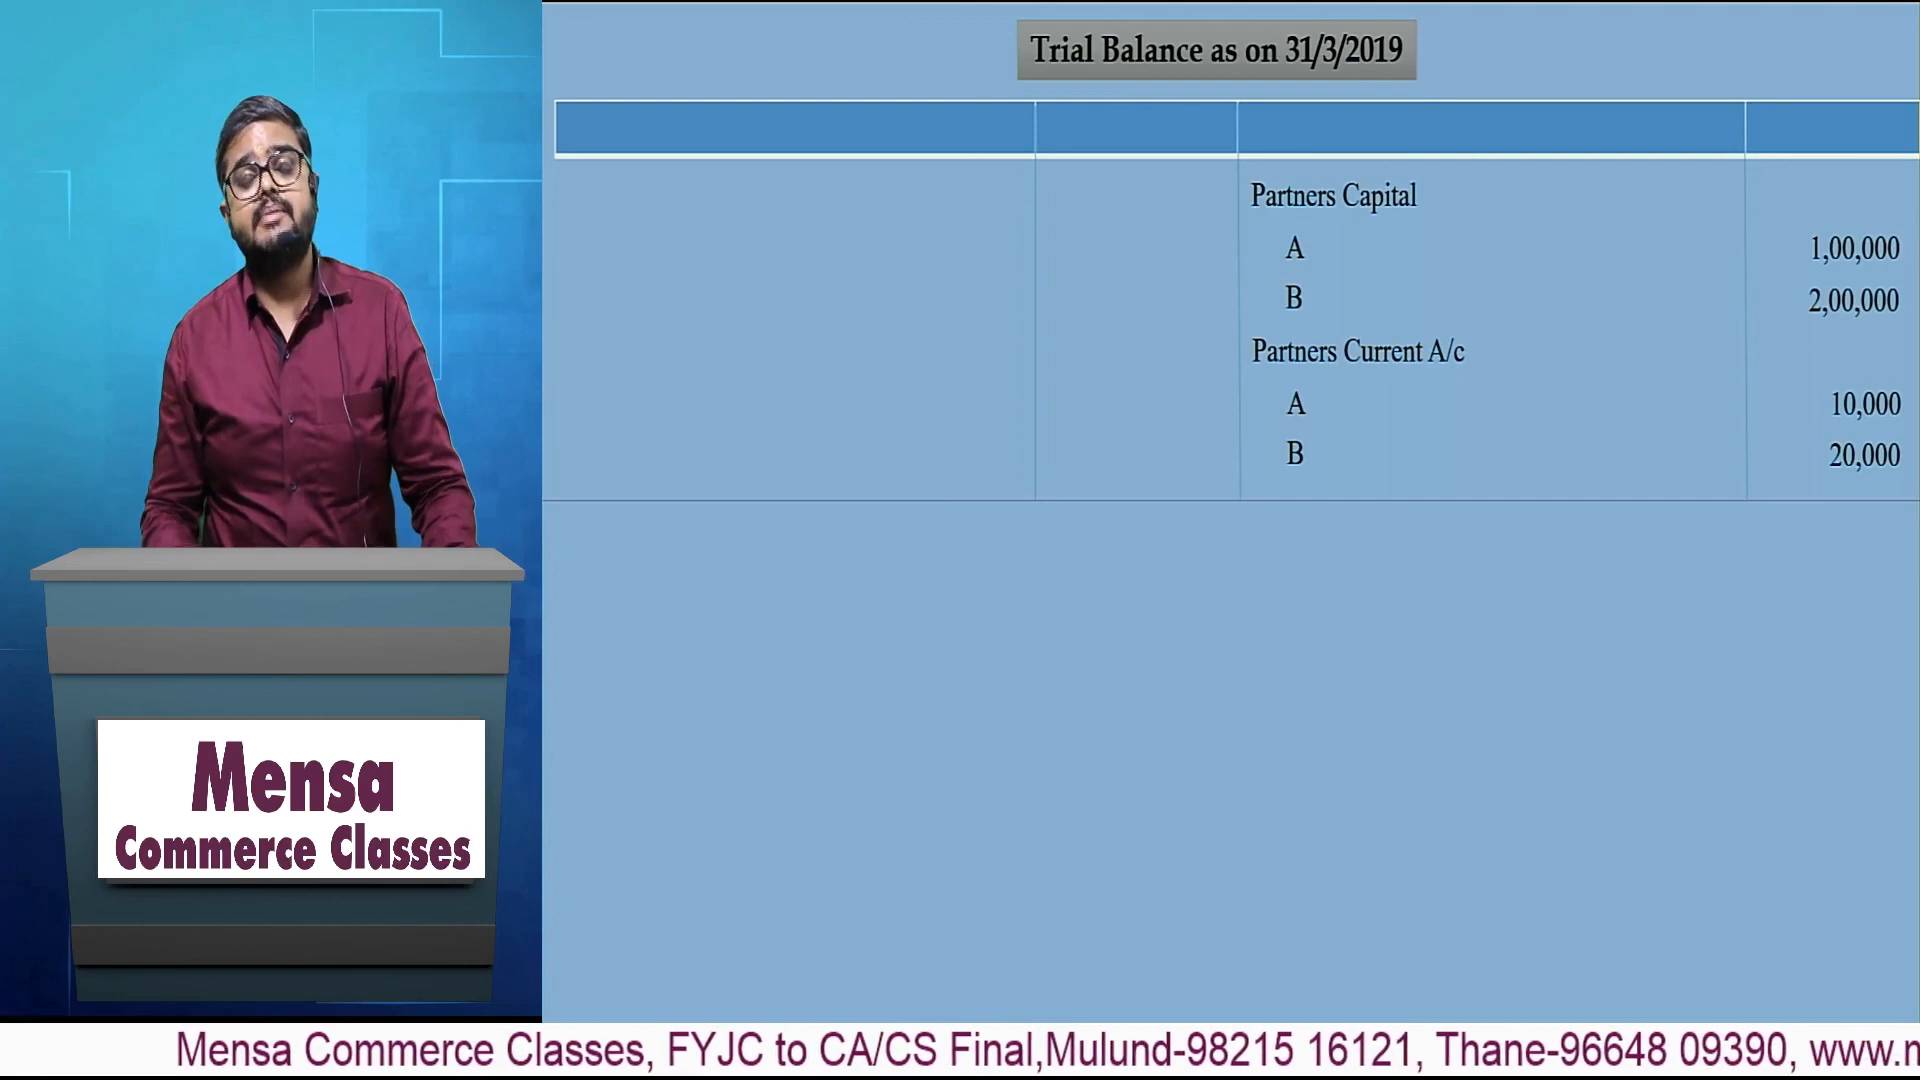 Trial Balance as on 31/3/2019
Partners Capital
A 1,00,000
B 2,00,000
Partners Current A/c
A 10,000
B 20,000
Mensa
Commerce Classes
Mensa Commerce Classes, FYJC to CA/CS Final,Mulund-98215 16121, Thane-96648 09390,